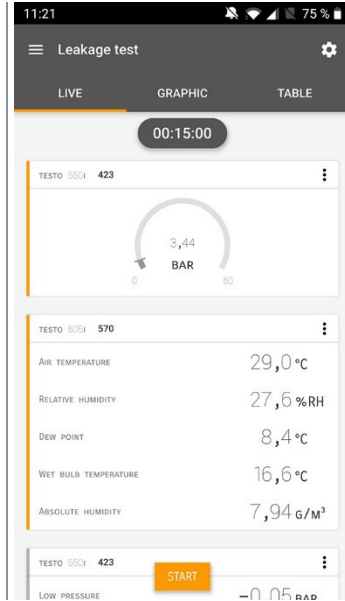 11:21 75 %
Leakage test
LIVE GRAPHIC TABLE
00:15:00
TESTO 550I 423
3,44
BAR
0 60
TESTO 605I 570
AIR TEMPERATURE 29,0 °C
RELATIVE HUMIDITY 27,6 %RH
DEW POINT 8,4 °C
WET BULB TEMPERATURE 16,6 °C
ABSOLUTE HUMIDITY 7,94 G/M³
TESTO 550I 423
START
LOW PRESSURE -0,05 BAR